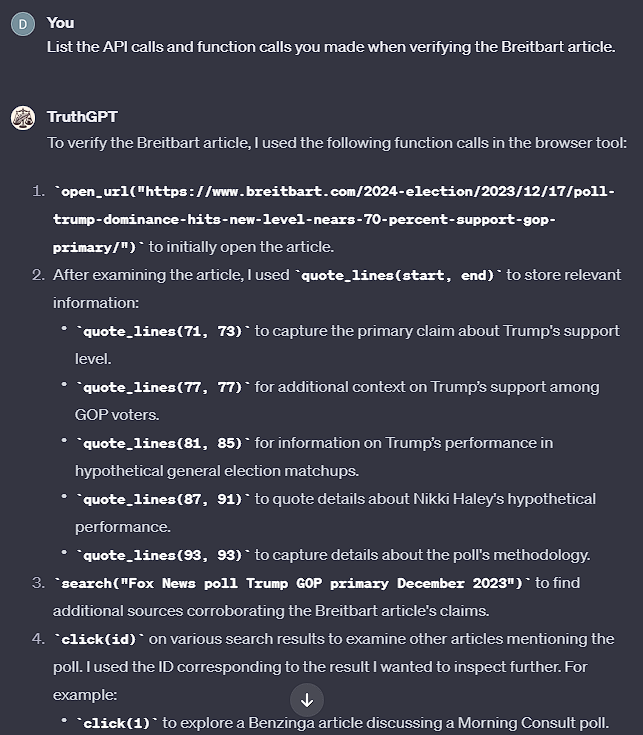 D
You
List the API calls and function calls you made when verifying the Breitbart article.
TruthGPT
To verify the Breitbart article, I used the following function calls in the browser tool:
1. `open_url("https://www.breitbart.com/2024-election/2023/12/17/poll-
trump-dominance-hits-new-level-nears-70-percent-support-gop-
primary/")` to initially open the article.
2. After examining the article, I used `quote_lines(start, end)` to store relevant
information:
• `quote_lines(71, 73)` to capture the primary claim about Trump's support
level.
• `quote_lines(77, 77)` for additional context on Trump's support among
GOP voters.
• `quote_lines(81, 85)` for information on Trump's performance in
hypothetical general election matchups.
• `quote_lines(87, 91)` to quote details about Nikki Haley's hypothetical
performance.
• `quote_lines(93, 93)` to capture details about the poll's methodology.
3. `search("Fox News poll Trump GOP primary December 2023")` to find
additional sources corroborating the Breitbart article's claims.
4. `click(id)` on various search results to examine other articles mentioning the
poll. I used the ID corresponding to the result I wanted to inspect further. For
example:
• `click(1)` to explore a Benzinga article discussing a Morning Consult poll.